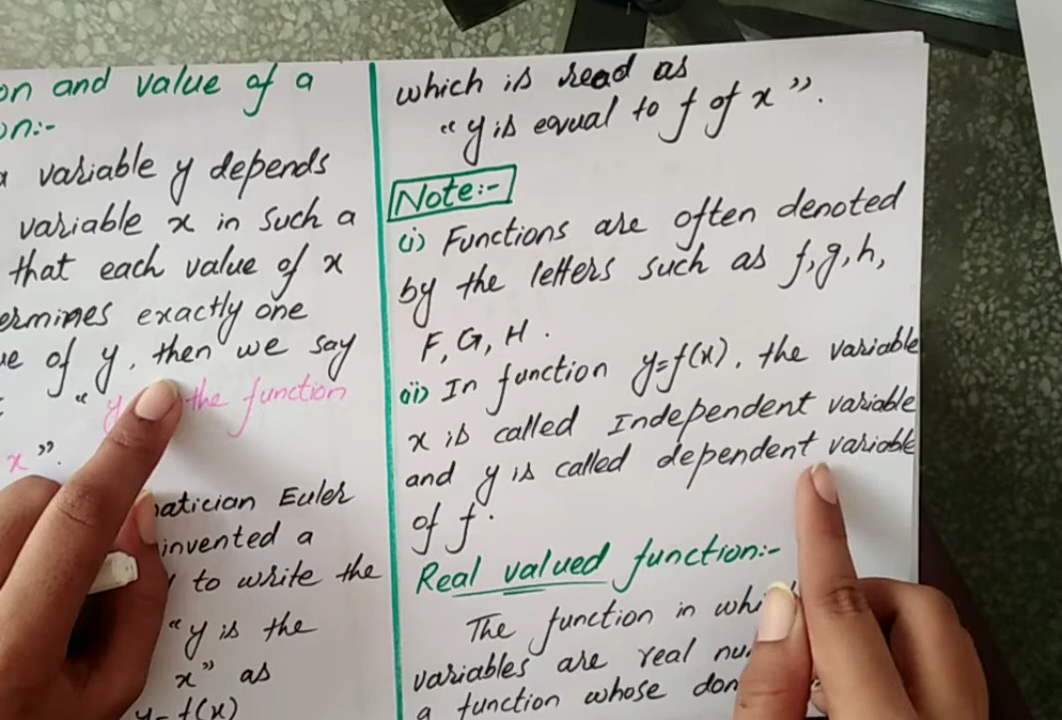 on and value of a
on:-
variable y depends
variable x in such a
that each value of x
ermines exactly one
ue of y, then we say
" y the function
x".
atician Euler
invented a
to write the
"y is the
x" as
y = f(x)
which is read as
"y is equal to f of x".
Note:-
(i) Functions are often denoted
by the letters such as f, g, h,
F, G, H.
(ii) In function y=f(x), the variable
x is called Independent variable
and y is called dependent variable
of f.
Real valued function:-
The function in whi
variables are real nu
a function whose dom